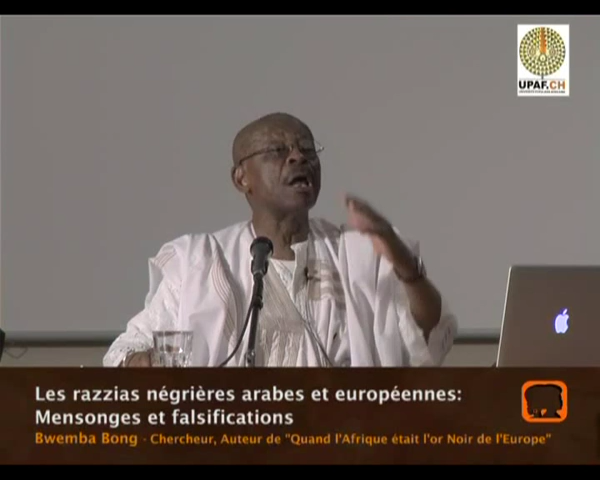 UPAF.CH
Les razzias négrières arabes et européennes:
Mensonges et falsifications
Bwemba Bong - Chercheur, Auteur de "Quand l'Afrique était l'or Noir de l'Europe"